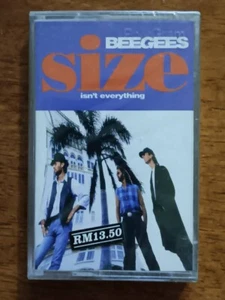 BEEGEES
size
isn't everything
RM13.50